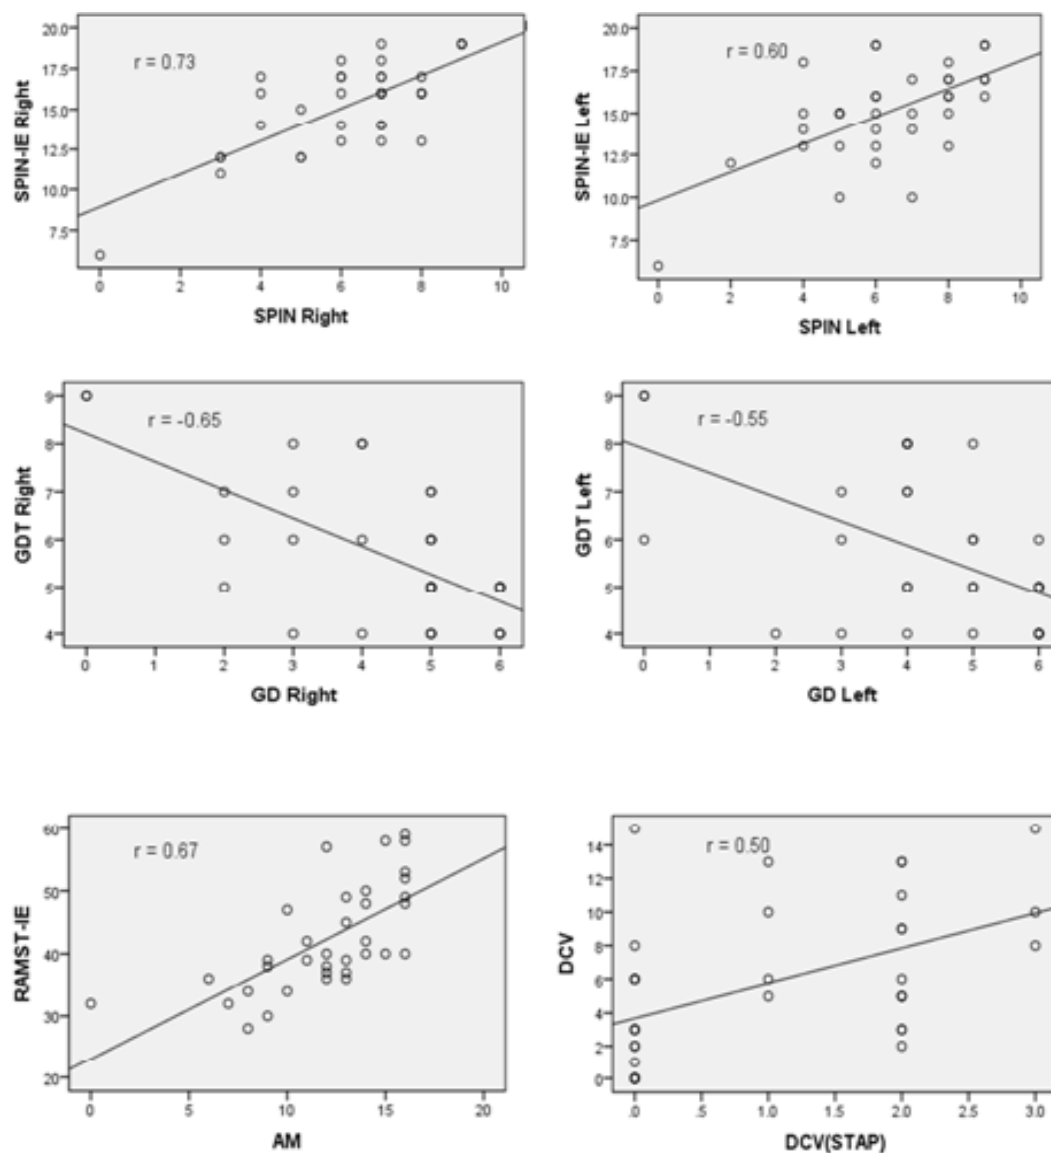 r = 0.73
SPIN-IE Right
20.0
17.5
15.0
12.5
10.0
7.5
0 2 4 6 8 10
SPIN Right
r = 0.60
SPIN-IE Left
20.0
17.5
15.0
12.5
10.0
7.5
0 2 4 6 8 10
SPIN Left
r = -0.65
GDT Right
9
8
7
6
5
4
0 1 2 3 4 5 6
GD Right
r = -0.55
GDT Left
9
8
7
6
5
4
0 1 2 3 4 5 6
GD Left
r = 0.67
RAMST-IE
60
50
40
30
20
0 5 10 15 20
AM
r = 0.50
DCV
14
12
10
8
6
4
2
0
.0 .5 1.0 1.5 2.0 2.5 3.0
DCV(STAP)